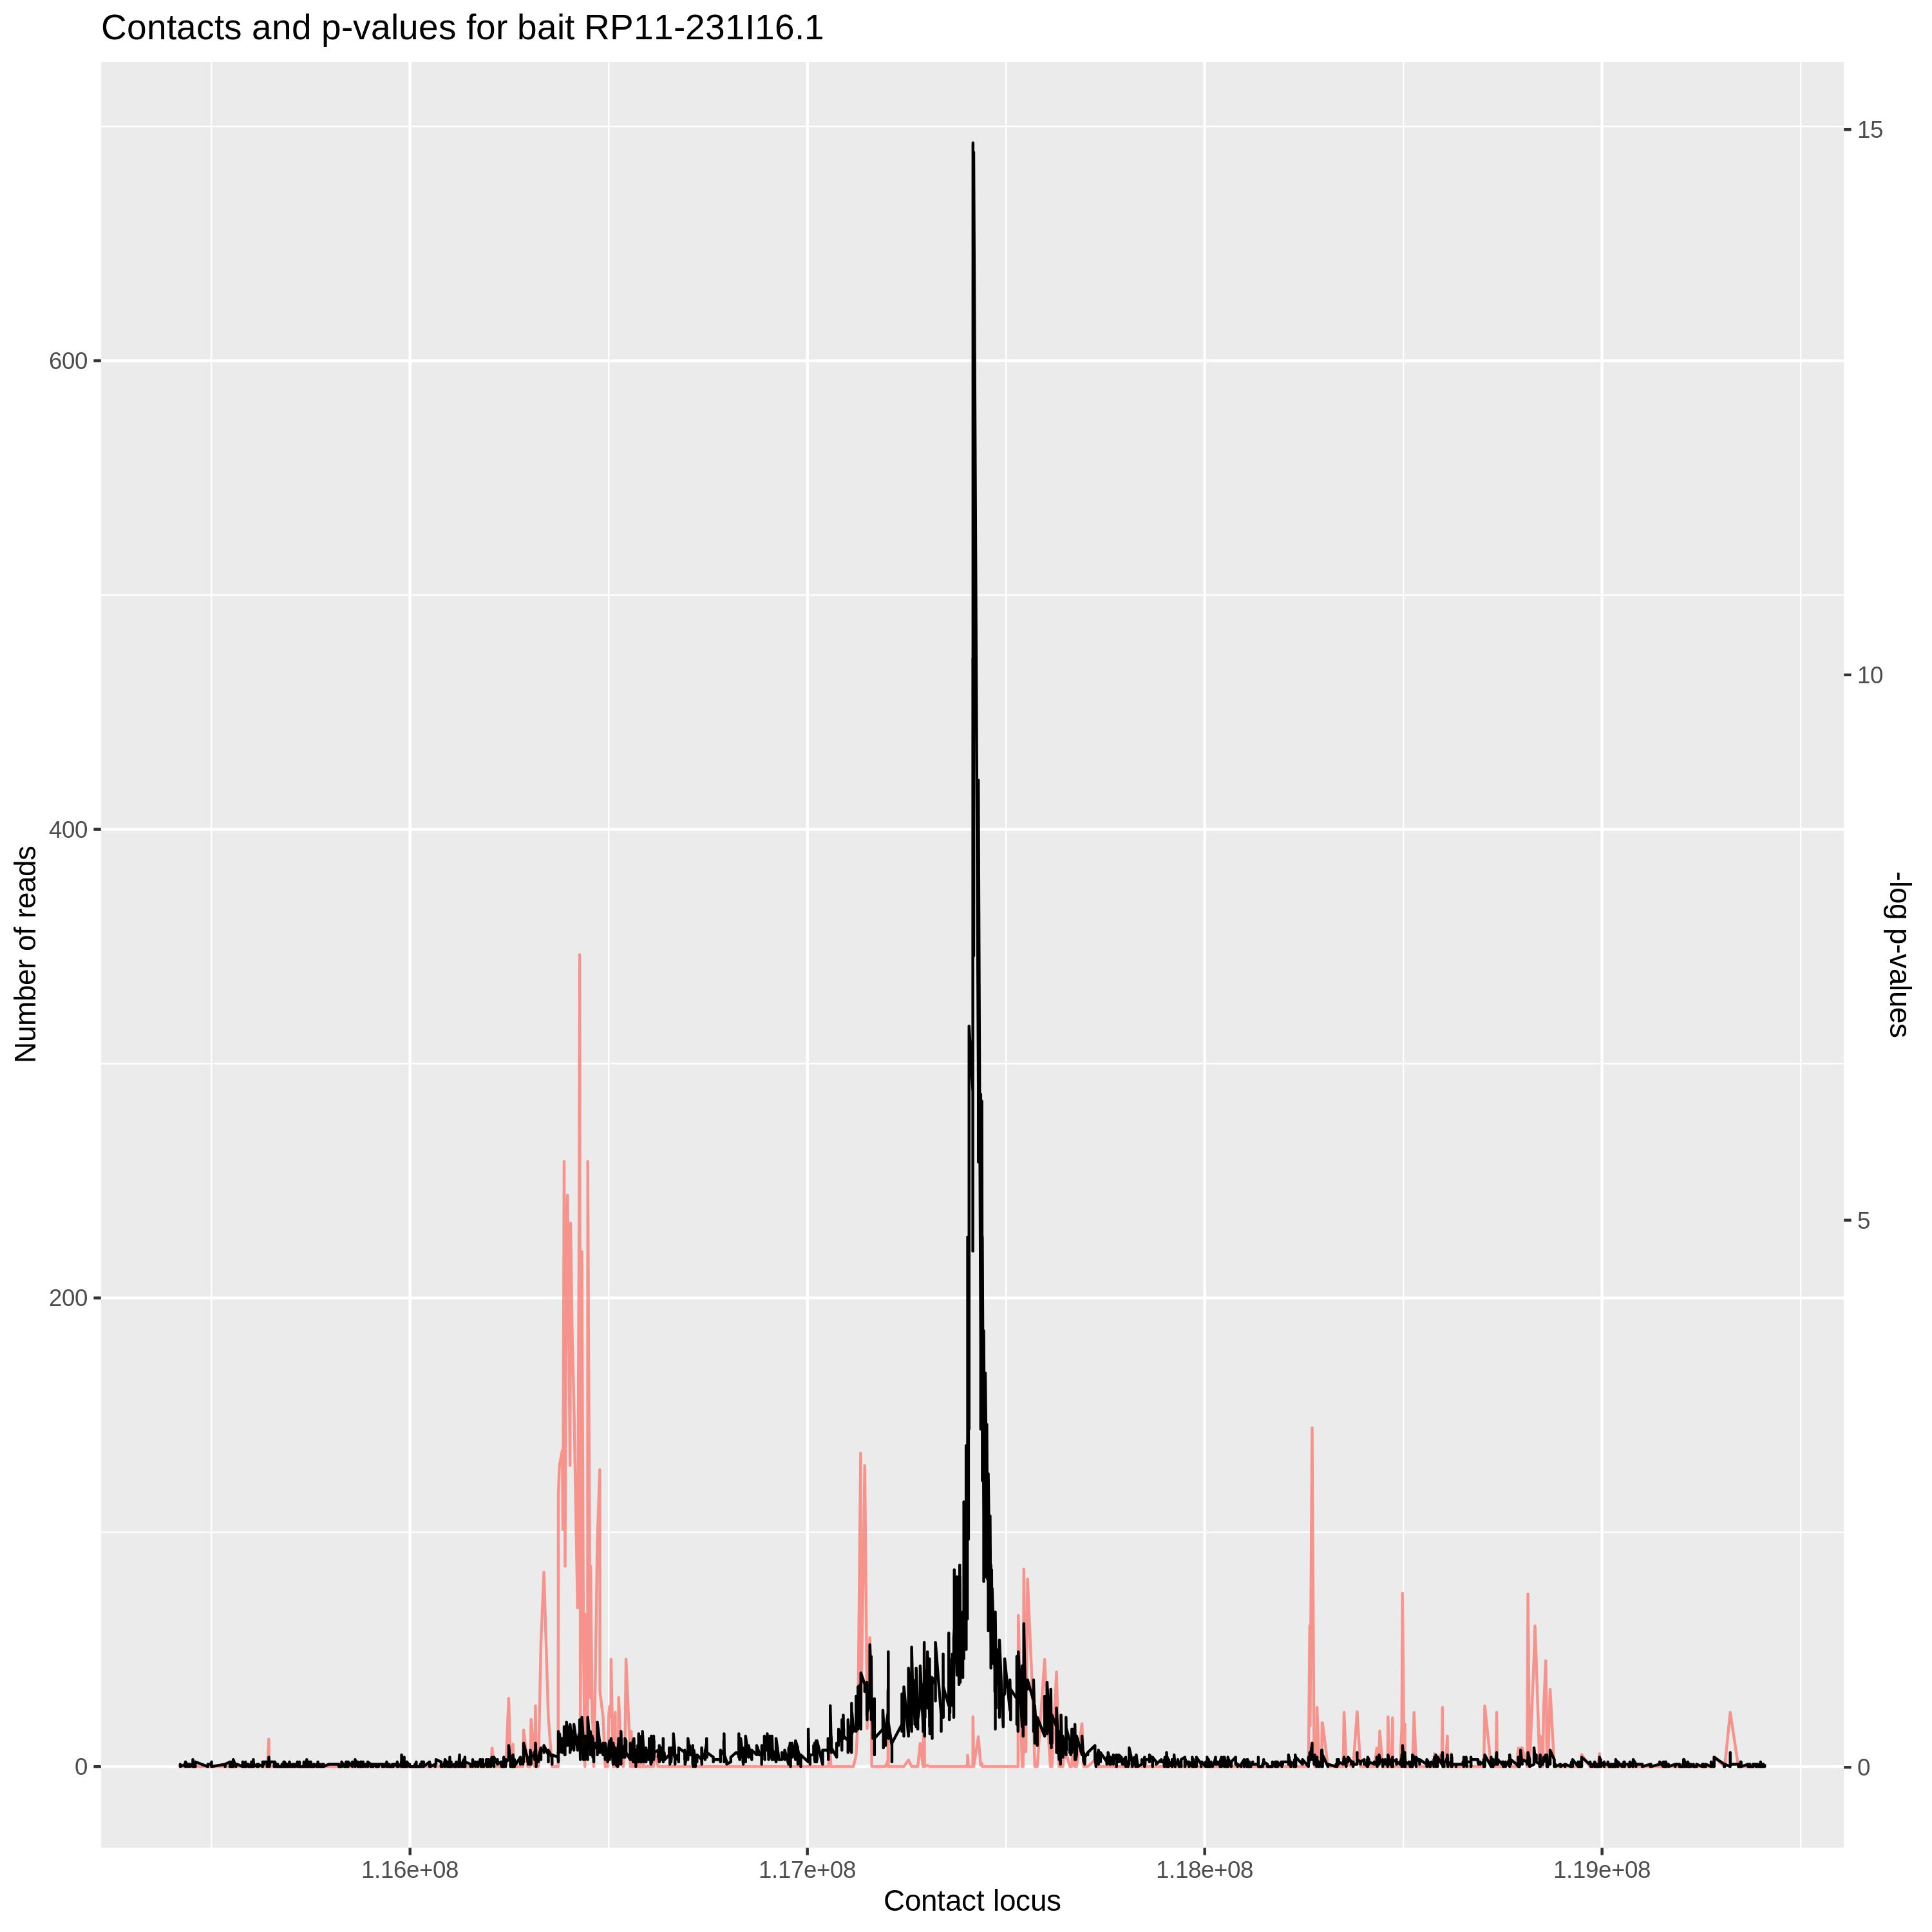 Contacts and p-values for bait RP11-231I16.1
15
600
10
400
Number of reads
-log p-values
5
200
0
0
1.16e+08
1.17e+08
1.18e+08
1.19e+08
Contact locus